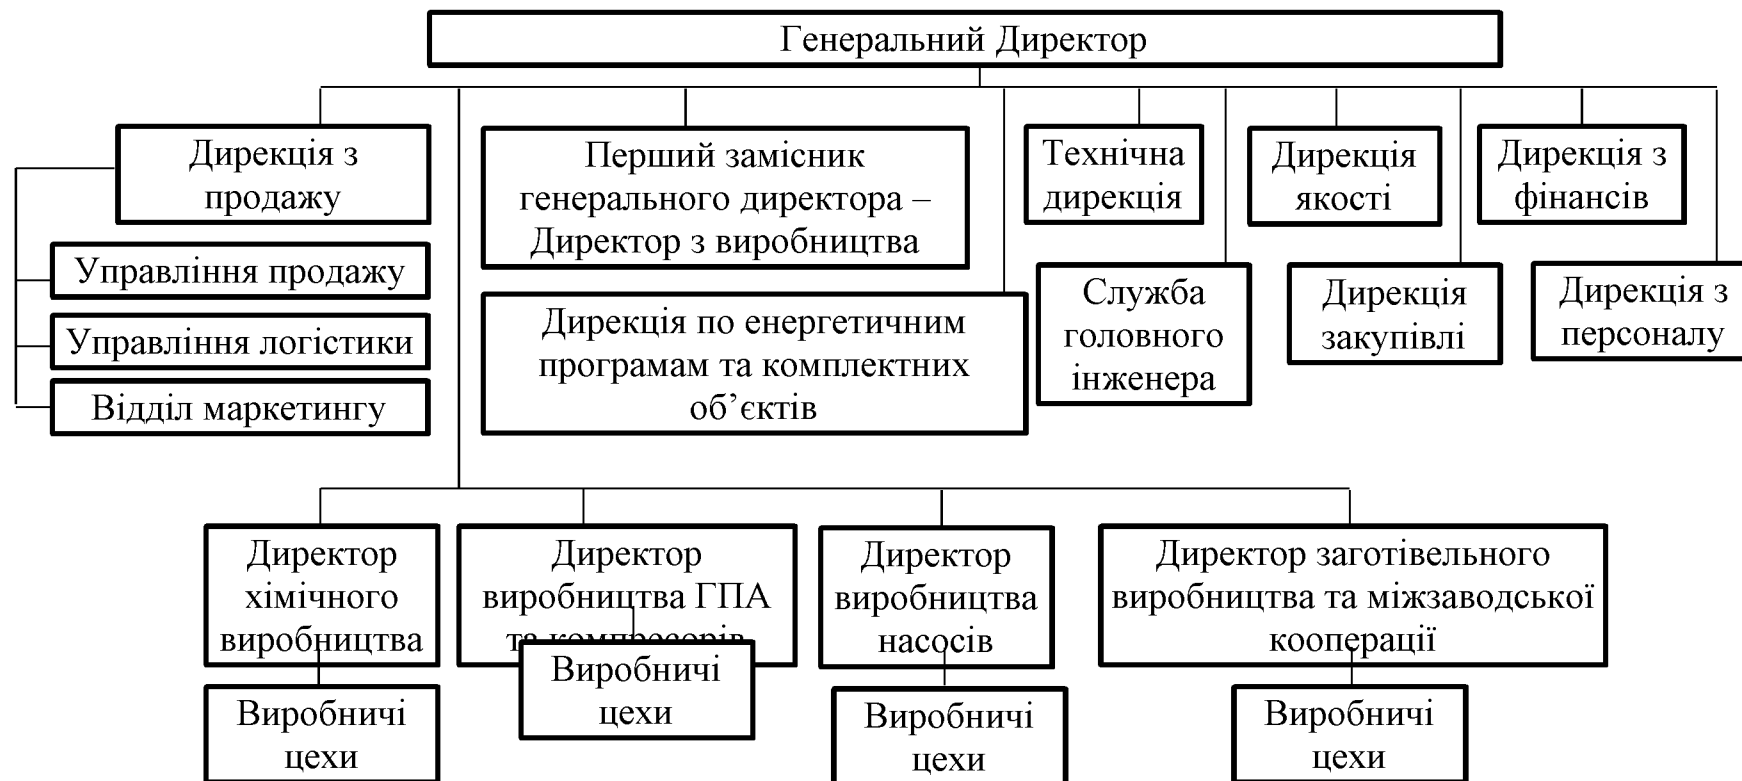 Генеральний Директор
Дирекція з
продажу
Управління продажу
Управління логістики
Відділ маркетингу
Перший замісник
генерального директора –
Директор з виробництва
Дирекція по енергетичним
програмам та комплектних
об’єктів
Технічна
дирекція
Служба
головного
інженера
Дирекція
якості
Дирекція
закупівлі
Дирекція з
фінансів
Дирекція з
персоналу
Директор
хімічного
виробництва
Виробничі
цехи
Директор
виробництва ГПА
та компресорів
Виробничі
цехи
Директор
виробництва
насосів
Виробничі
цехи
Директор заготівельного
виробництва та міжзаводської
кооперації
Виробничі
цехи